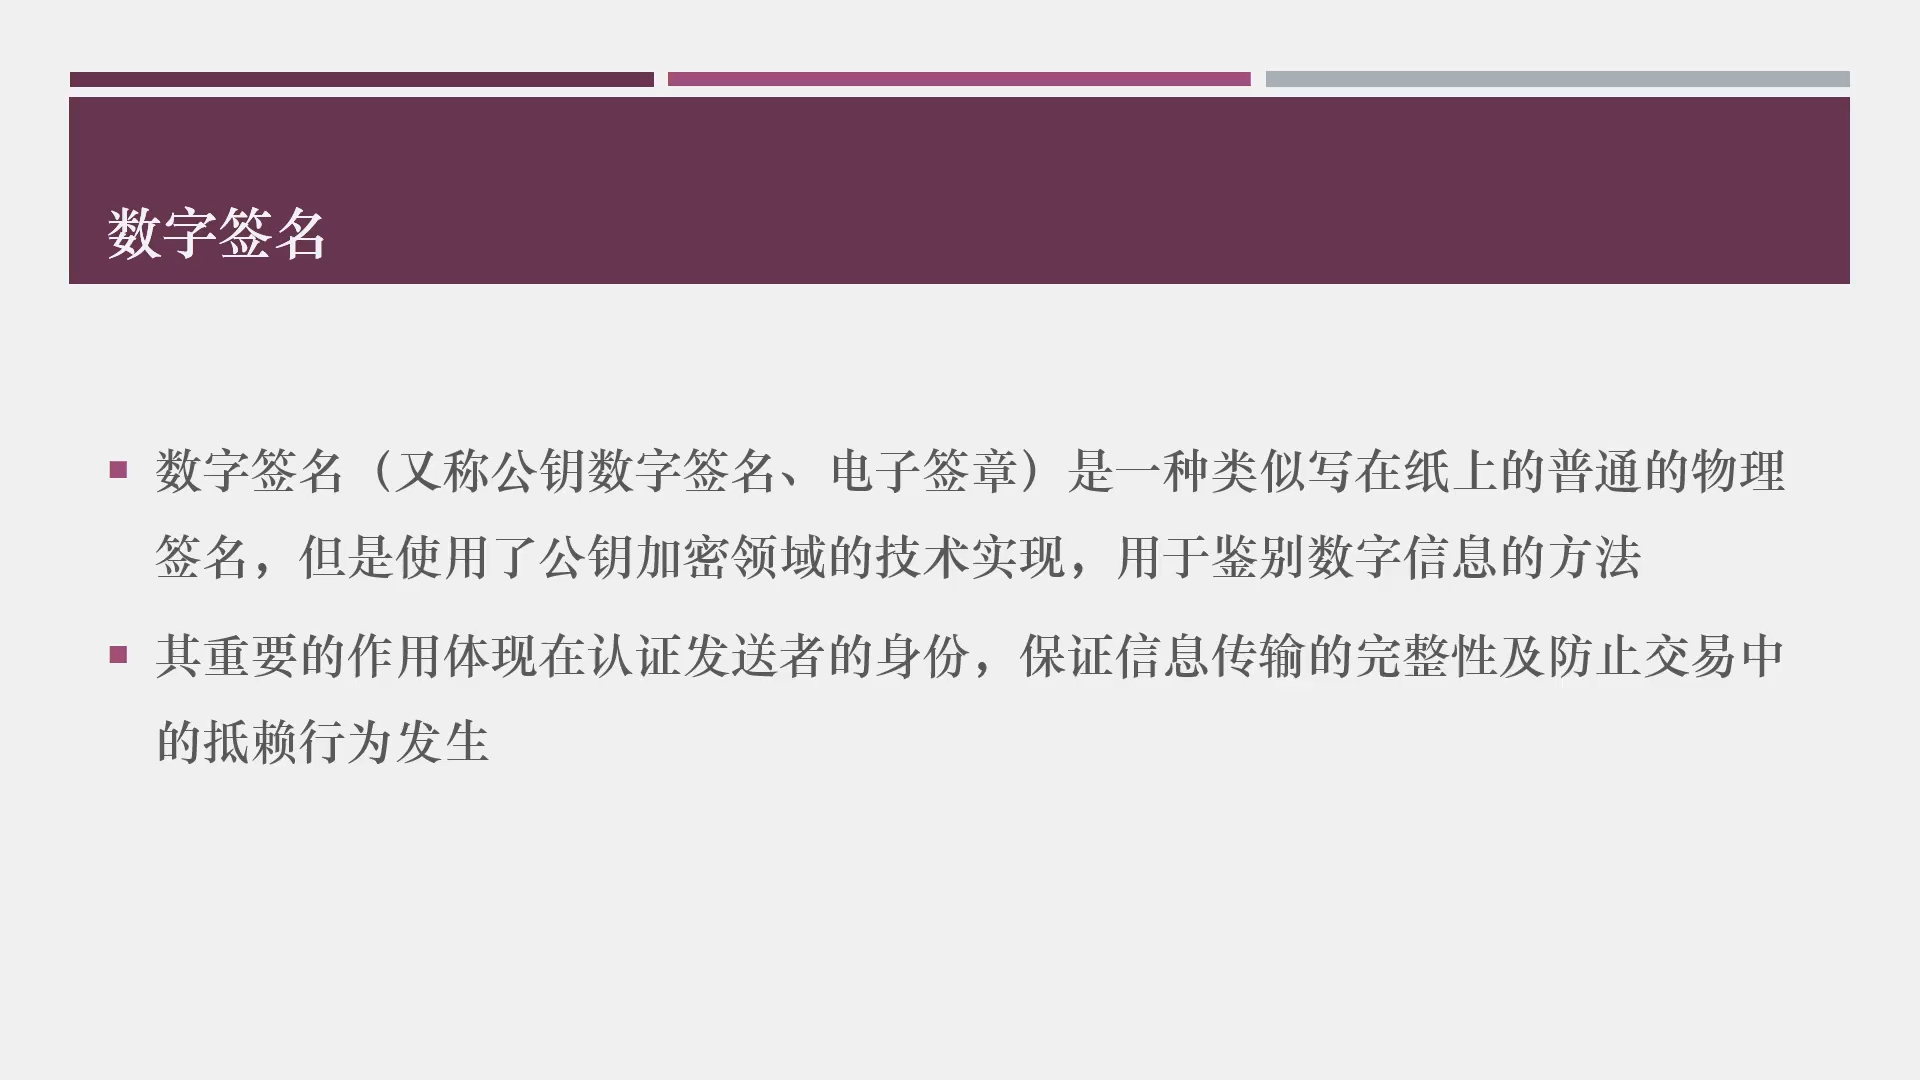 数字签名
数字签名（又称公钥数字签名、电子签章）是一种类似写在纸上的普通的物理
签名，但是使用了公钥加密领域的技术实现，用于鉴别数字信息的方法
其重要的作用体现在认证发送者的身份，保证信息传输的完整性及防止交易中
的抵赖行为发生